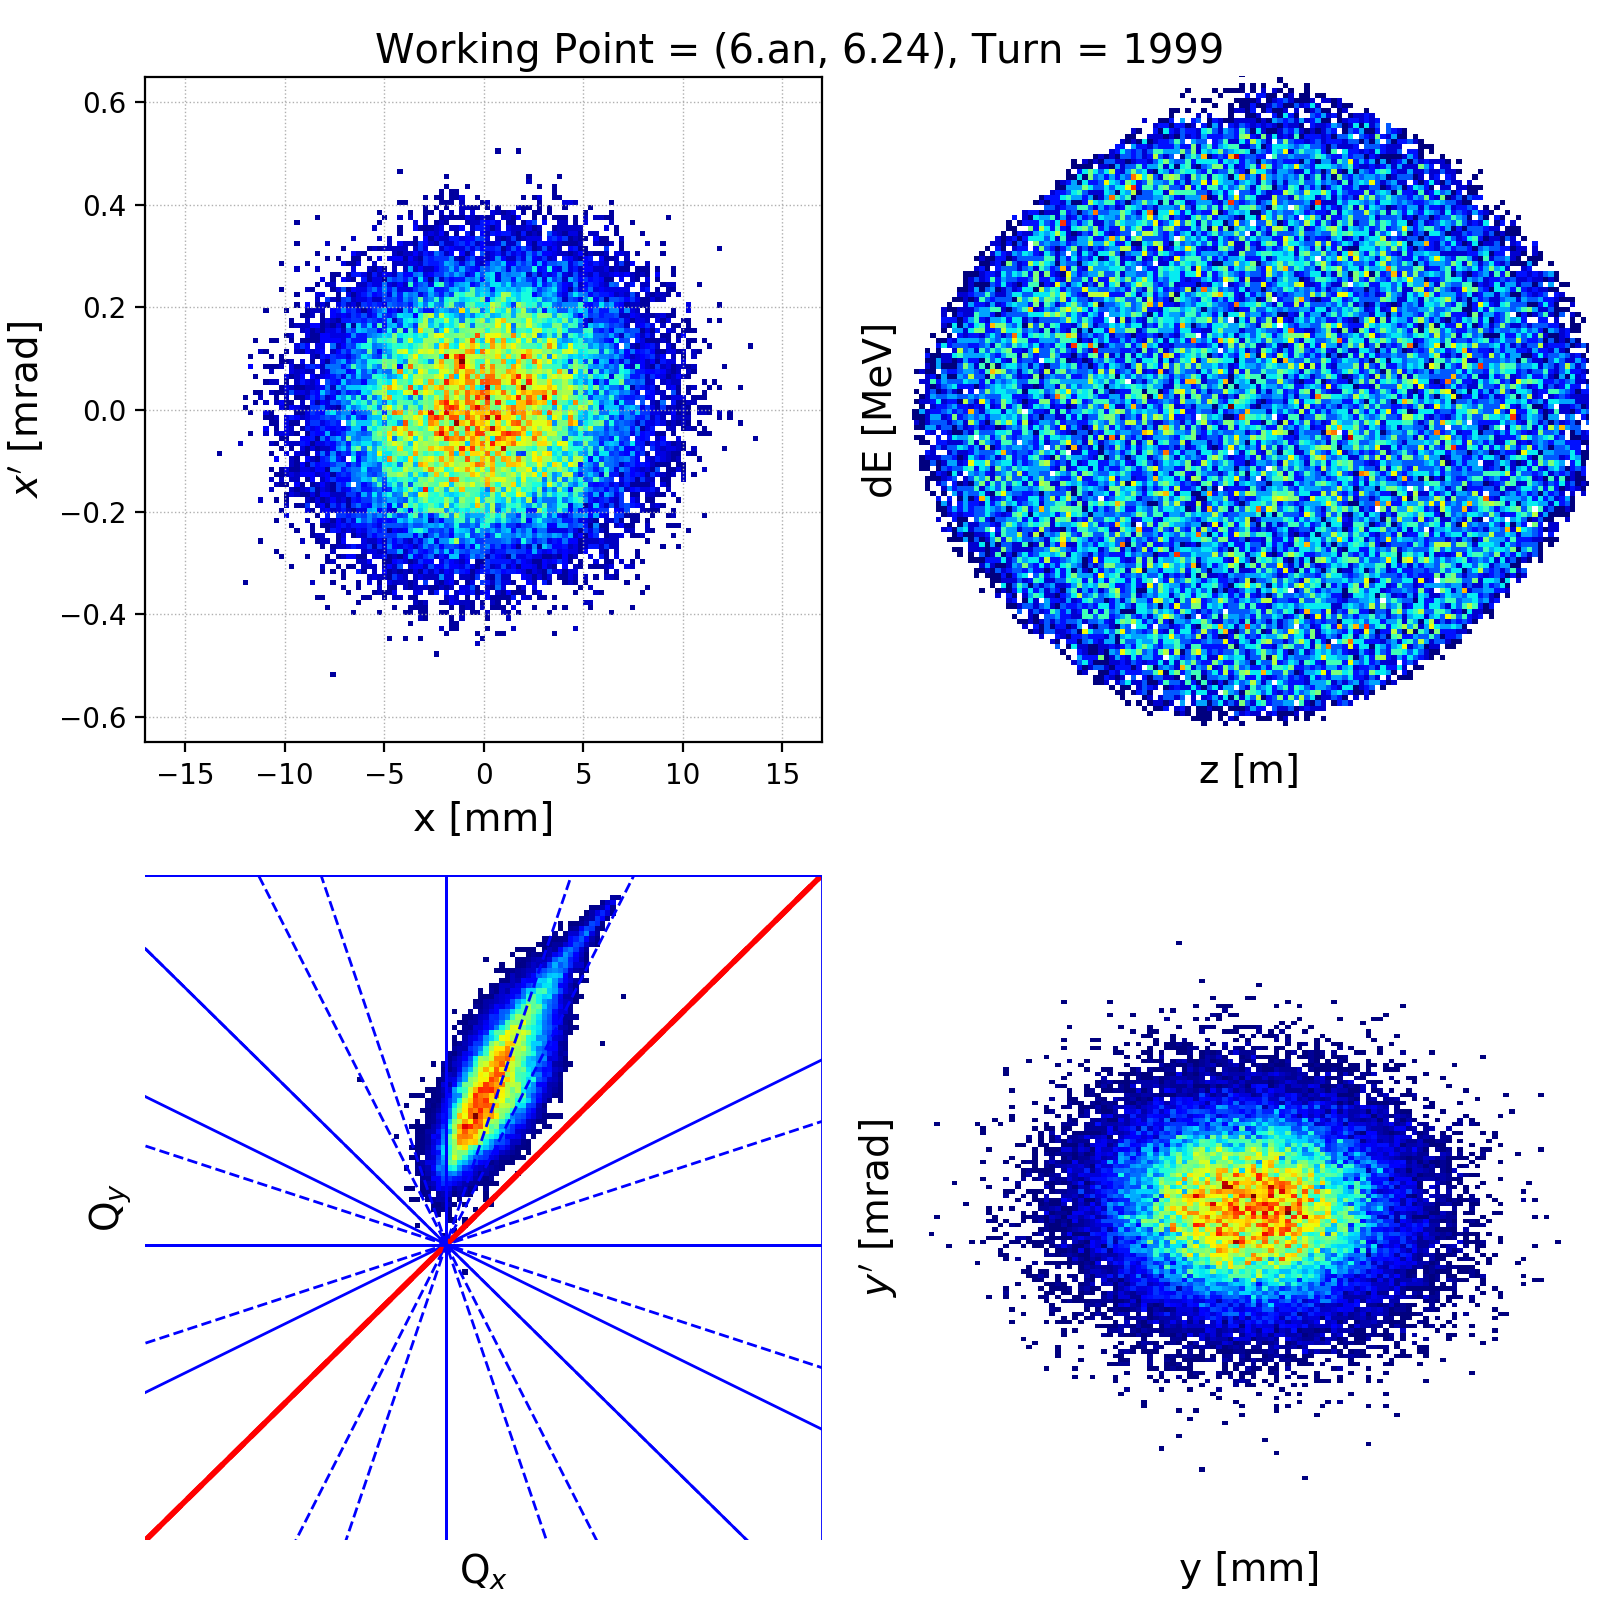 Working Point = (6.an, 6.24), Turn = 1999
0.6
0.4
0.2
0.0
−0.2
−0.4
−0.6
x′ [mrad]
−15 −10 −5 0 5 10 15
x [mm]
dE [MeV]
z [m]
Qy
Qx
y′ [mrad]
y [mm]